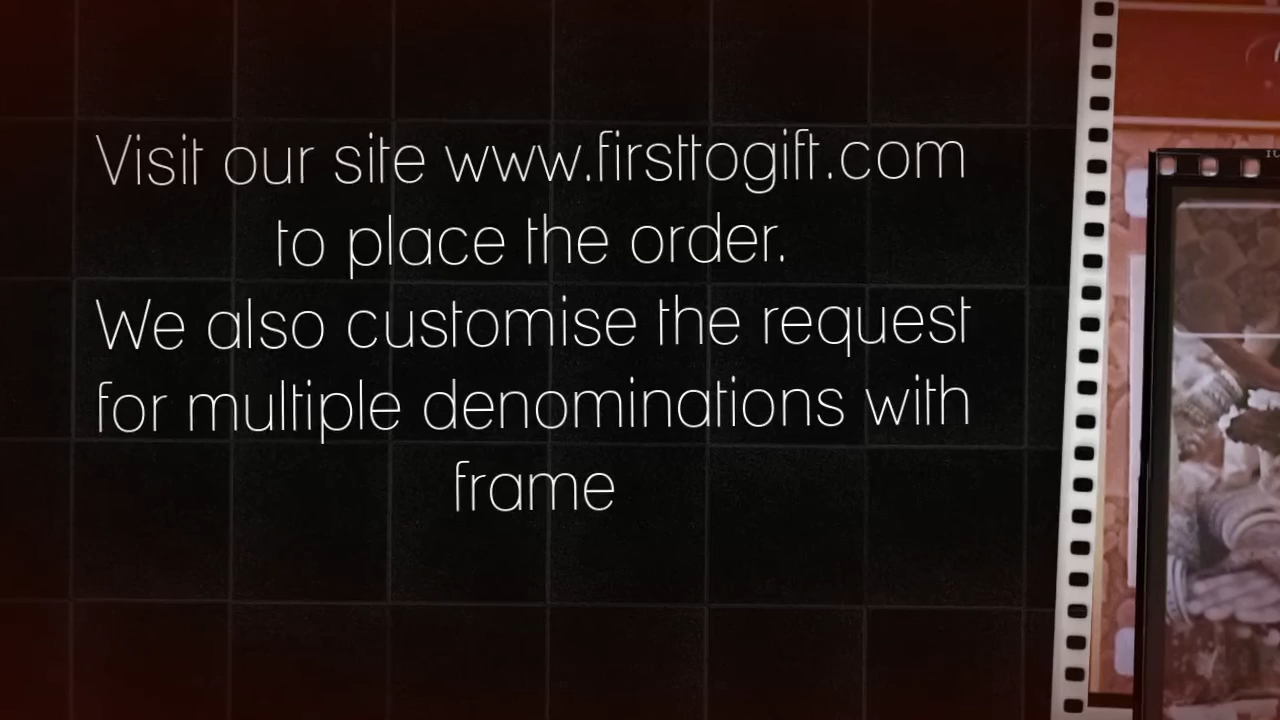 Visit our site www.firsttogift.com
to place the order.
We also customise the request
for multiple denominations with
frame